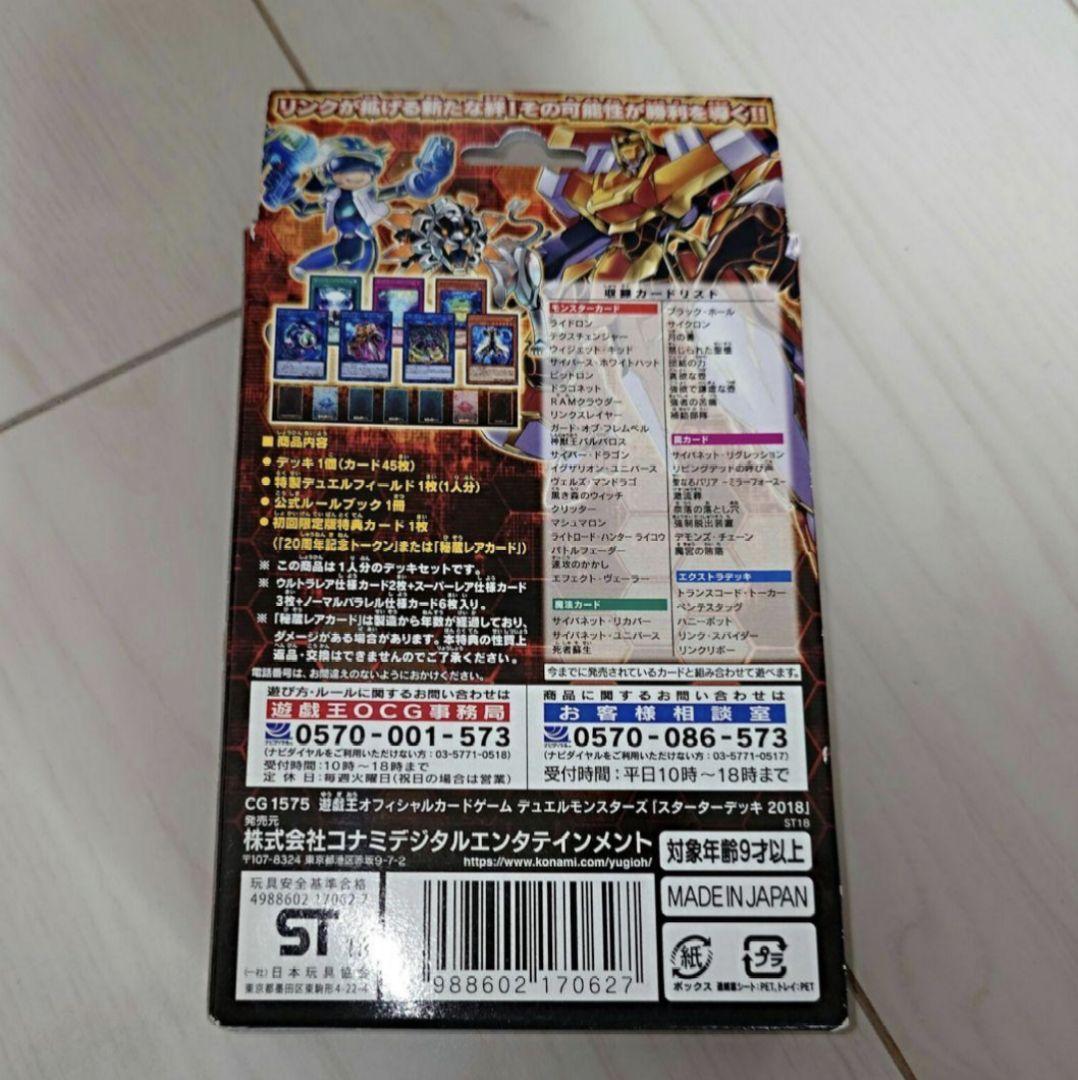 リンクが拡げる新たな絆!その可能性が勝利を導く!!
収録カードリスト
モンスターカード
ライドロン
テクスチェンジャー
ウィジェット・キッド
サイバース・ホワイトハット
ビットロン
ドラコネット
RAMクラウダー
リンクスレイヤー
ガード・オブ・フレムベル
神獣王バルバロス
サイバー・ドラゴン
イグザリオン・ユニバース
ヴェルズ・マンドラゴ
黒き森のウィッチ
クリッター
マシュマロン
ライトロード・ハンター ライコウ
バトルフェーダー
速攻のかかし
エフェクト・ヴェーラー
魔法カード
サイバネット・リカバー
サイバネット・ユニバース
死者蘇生
ブラック・ホール
サイクロン
月の書
禁じられた聖槍
団結の力
貪欲な壺
強欲で謙虚な壺
強者の苦痛
補給部隊
罠カード
サイバネット・リグレッション
リビングデッドの呼び声
聖なるバリア -ミラーフォース-
激流葬
奈落の落とし穴
強制脱出装置
デモンズ・チェーン
魔宮の賄賂
エクストラデッキ
トランスコード・トーカー
ペンテスタッグ
ハニーボット
リンク・スパイダー
リンクリボー
今までに発売されているカードと組み合わせて遊べます。
■ 商品内容
● デッキ1個(カード45枚)
● 特製デュエルフィールド1枚(1人分)
● 公式ルールブック1冊
● 初回限定版特典カード1枚
(「20周年記念トークン」または「秘蔵レアカード」)
※ この商品は1人分のデッキセットです。
※ ウルトラレア仕様カード2枚+スーパーレア仕様カード
3枚+ノーマルパラレル仕様カード6枚入り。
※ 「秘蔵レアカード」は製造から年数が経過しており、
ダメージがある場合があります。本特典の性質上
返品・交換はできませんのでご了承ください。
電話番号は、お間違えのないようにおかけください。
遊び方・ルールに関するお問い合わせは
遊戯王OCG事務局
ナビダイヤル
0570-001-573
(ナビダイヤルをご利用いただけない方:03-5771-0518)
受付時間:10時~18時まで
定 休 日:毎週火曜日(祝日の場合は営業)
商品に関するお問い合わせは
お客様相談室
ナビダイヤル
0570-086-573
(ナビダイヤルをご利用いただけない方:03-5771-0517)
受付時間:平日10時~18時まで
CG1575 遊戯王オフィシャルカードゲーム デュエルモンスターズ「スターターデッキ 2018」
ST18
発売元
株式会社コナミデジタルエンタテインメント
〒107-8324 東京都港区赤坂9-7-2
https://www.konami.com/yugioh/
対象年齢9才以上
玩具安全基準合格
4988602 17062 7
ST
(一社)日本玩具協会
東京都墨田区東駒形4-22-4
988602 170627
MADE IN JAPAN
紙
ボックス
プラ
連続蓋シート:PET、トレイ:PET